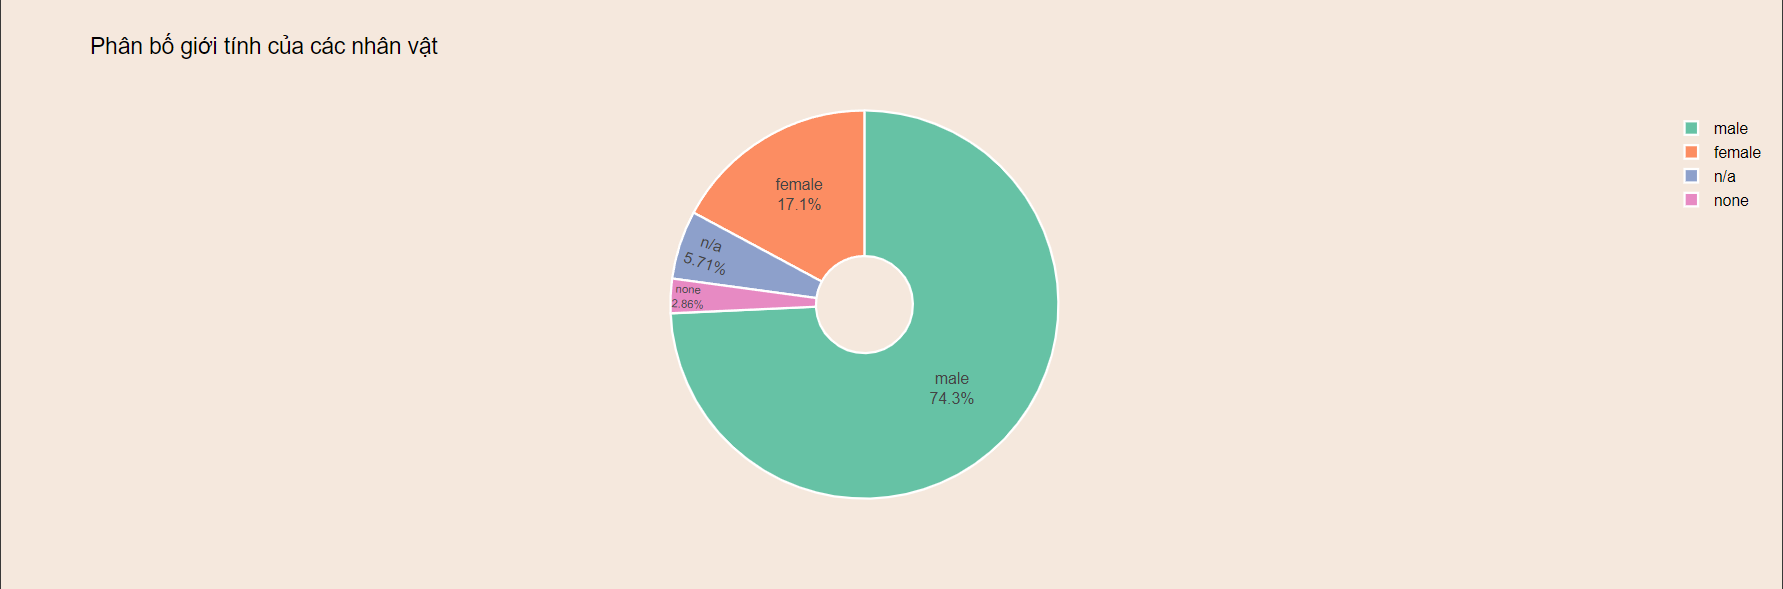 Phân bố giới tính của các nhân vật
male
female
n/a
none
female
17.1%
n/a
5.71%
none
2.86%
male
74.3%